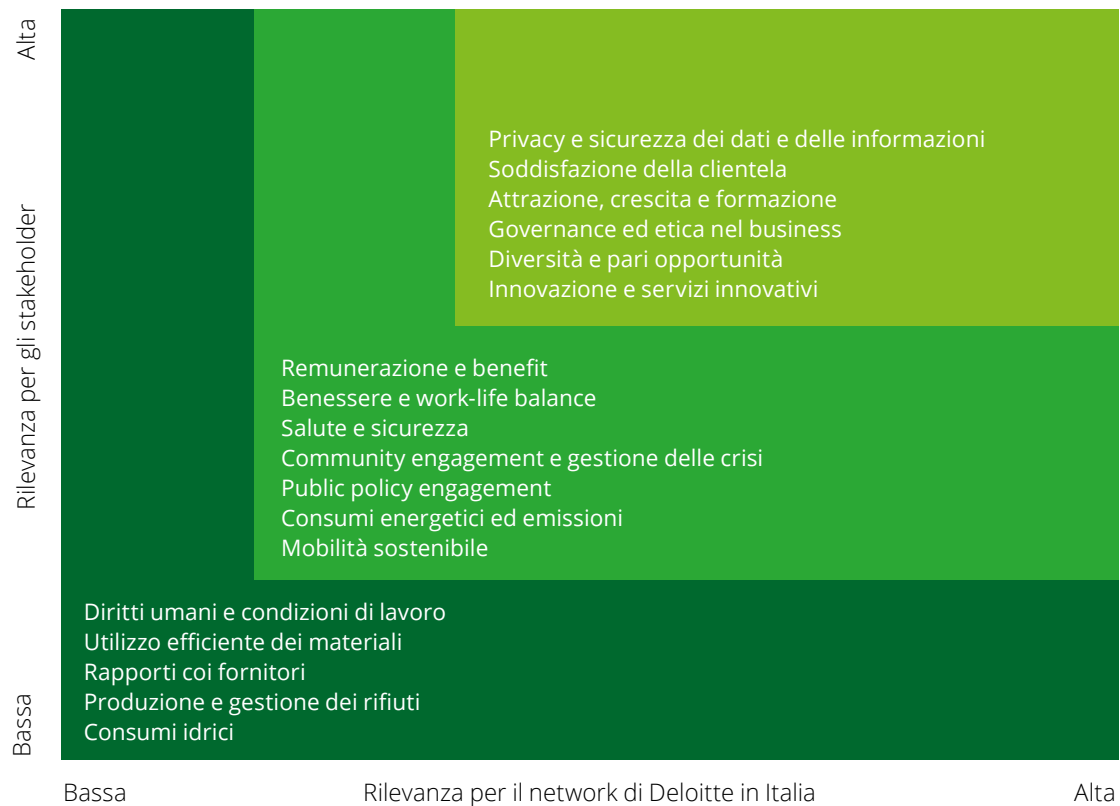 Alta
Rilevanza per gli stakeholder
Bassa
Privacy e sicurezza dei dati e delle informazioni
Soddisfazione della clientela
Attrazione, crescita e formazione
Governance ed etica nel business
Diversità e pari opportunità
Innovazione e servizi innovativi
Remunerazione e benefit
Benessere e work-life balance
Salute e sicurezza
Community engagement e gestione delle crisi
Public policy engagement
Consumi energetici ed emissioni
Mobilità sostenibile
Diritti umani e condizioni di lavoro
Utilizzo efficiente dei materiali
Rapporti coi fornitori
Produzione e gestione dei rifiuti
Consumi idrici
Bassa
Rilevanza per il network di Deloitte in Italia
Alta